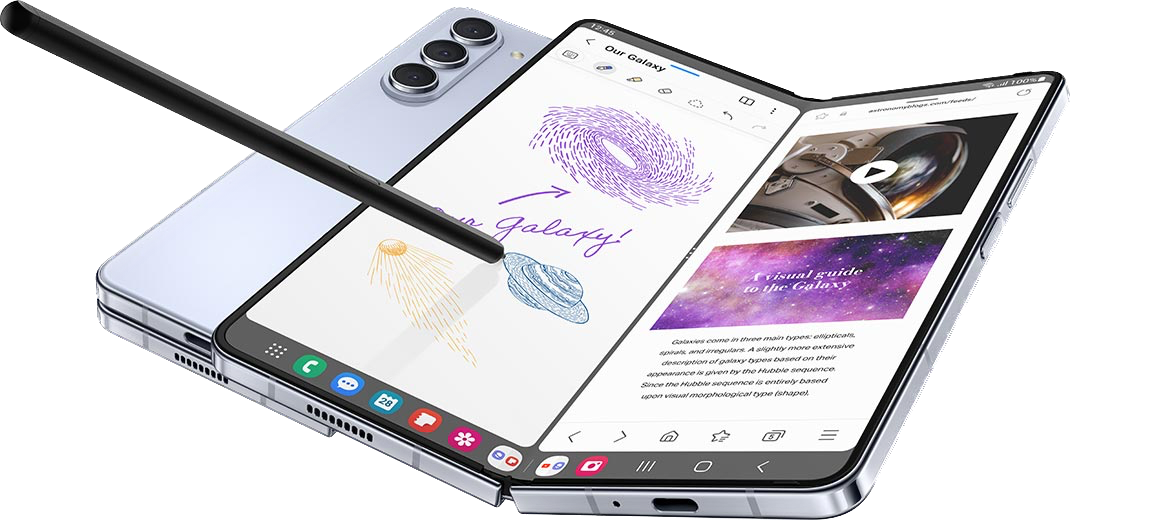 12:45
Our Galaxy
Our Galaxy!
28
100%
astronomyblogs.com/feeds/
A visual guide
to the Galaxy
Galaxies come in three main types: ellipticals,
spirals, and irregulars. A slightly more extensive
description of galaxy types based on their
appearance is given by the Hubble sequence.
Since the Hubble sequence is entirely based
upon visual morphological type (shape),
5